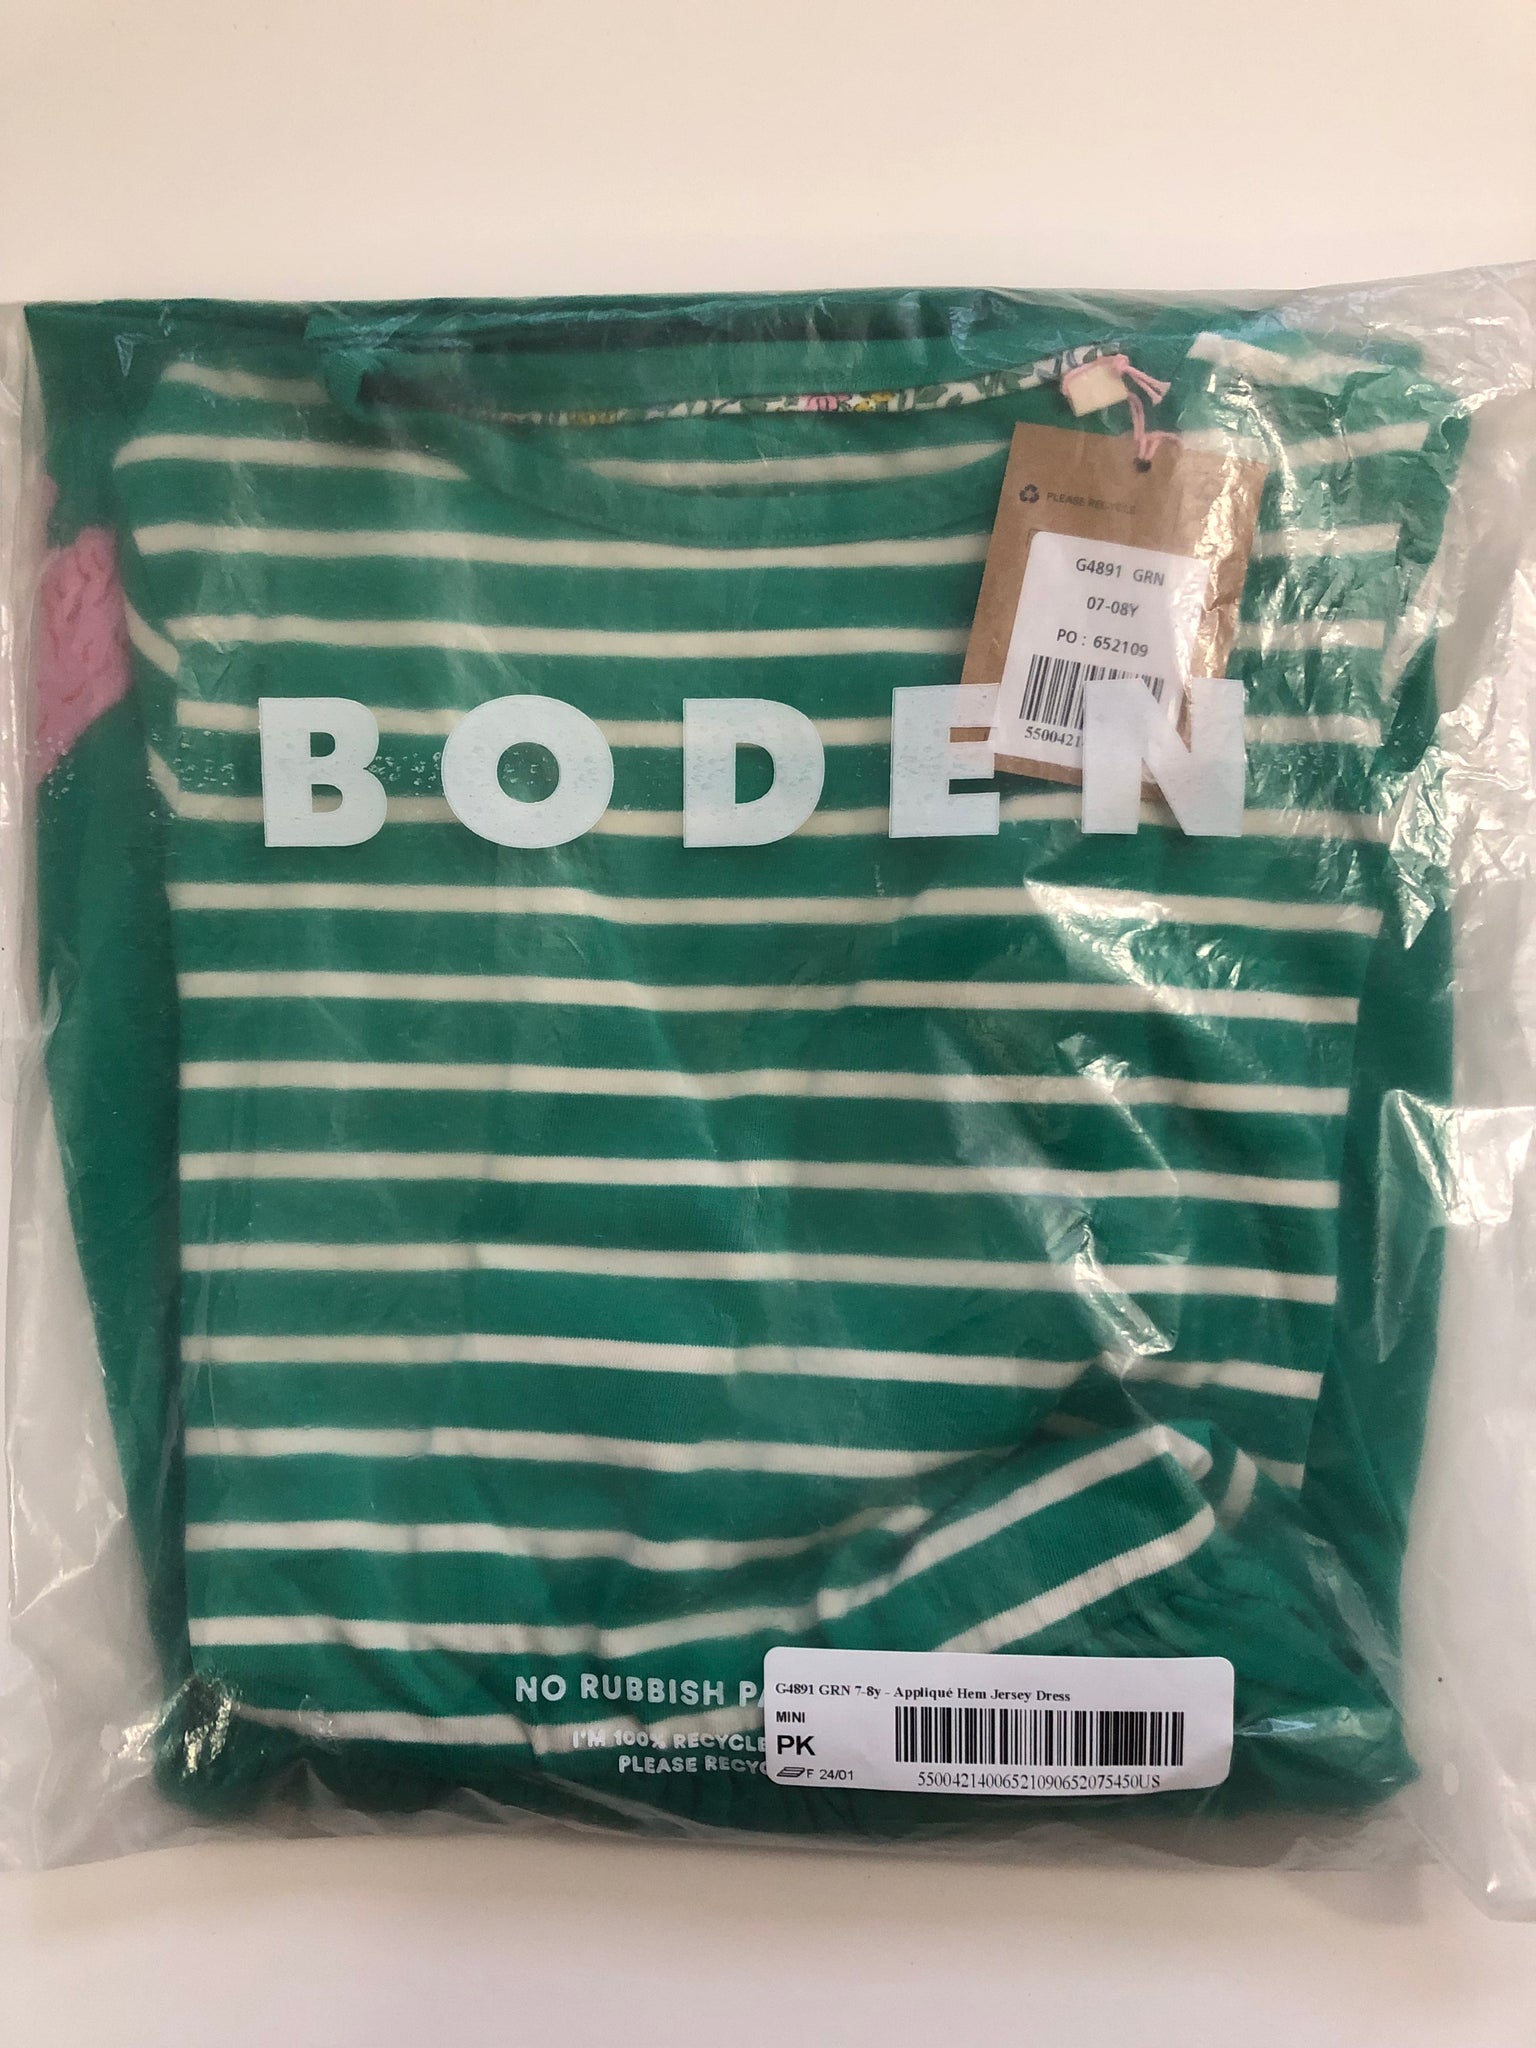 PLEASE RECYCLE
G4891 GRN
07-08Y
PO : 652109
5500421
BODEN
NO RUBBISH
I'M 100% RECYCLE
PLEASE RECYC
G4891 GRN 7-8y - Appliqué Hem Jersey Dress
MINI
PK
F 24/01
55004214006521090652075450US